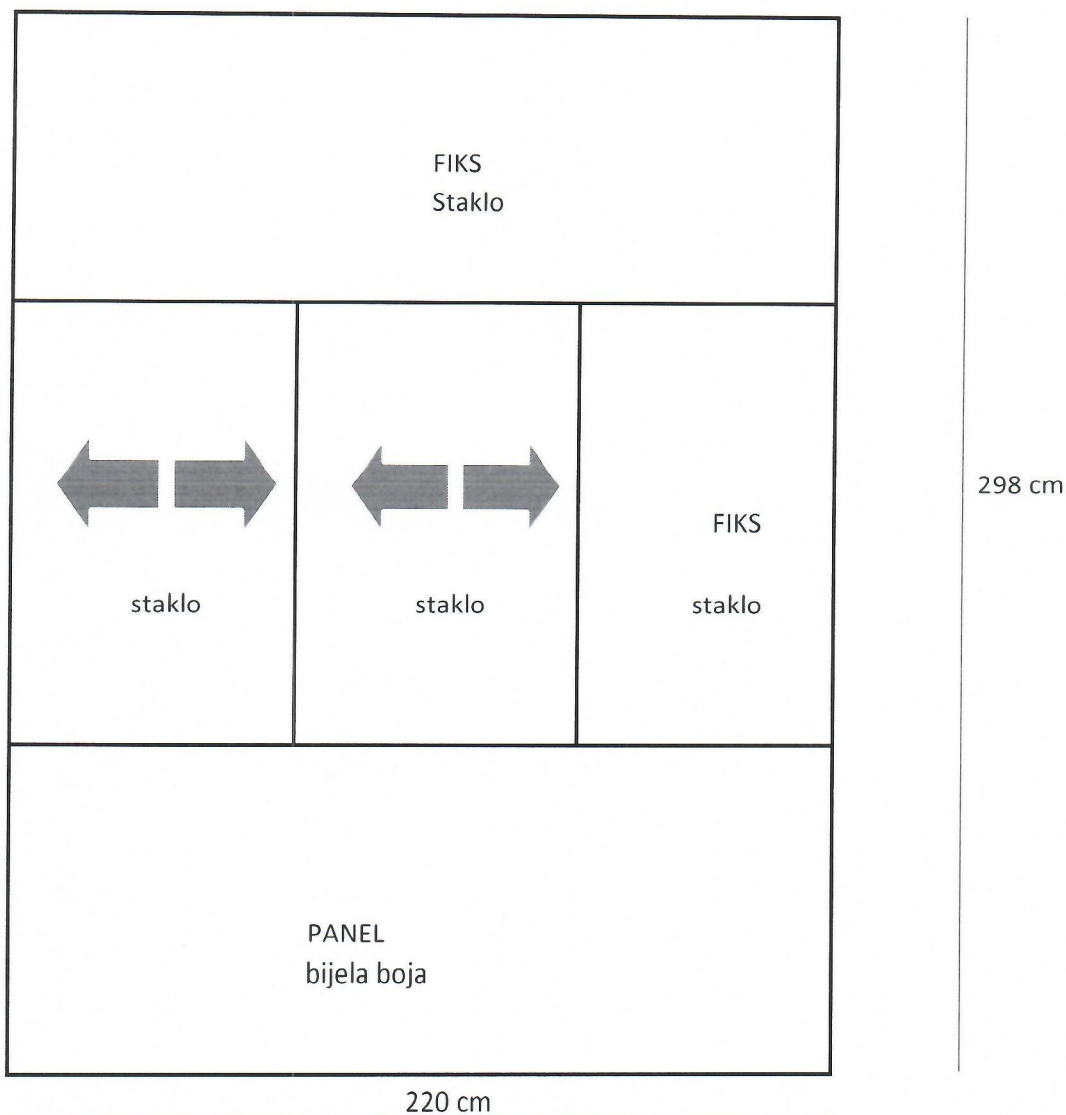 FIKS
Staklo
298 cm
FIKS
staklo
staklo
staklo
PANEL
bijela boja
220 cm